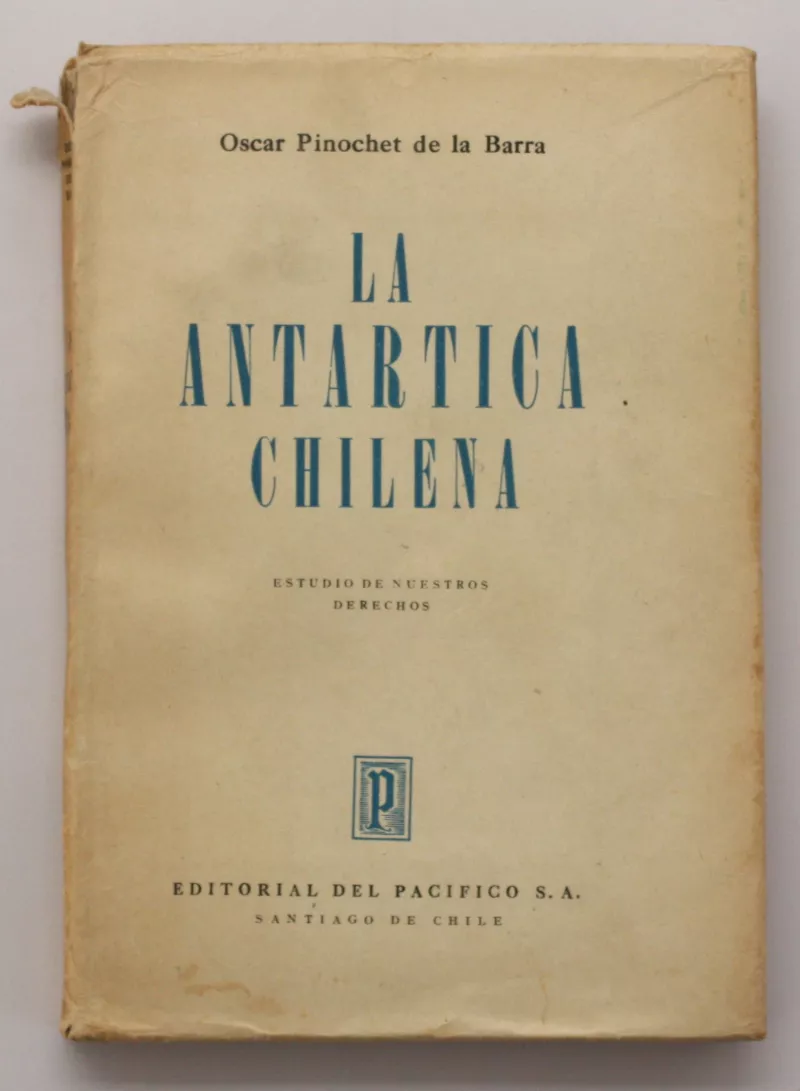 Oscar Pinochet de la Barra
LA
ANTARTICA
CHILENA
ESTUDIO DE NUESTROS
DERECHOS
P
EDITORIAL DEL PACIFICO S. A.
SANTIAGO DE CHILE